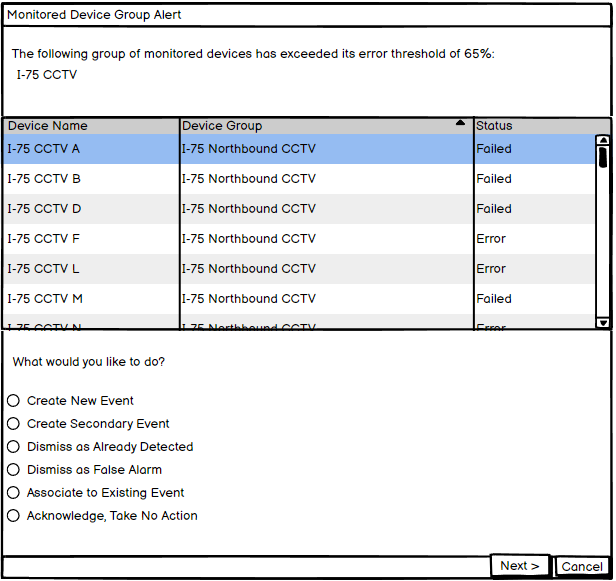 Monitored Device Group Alert
The following group of monitored devices has exceeded its error threshold of 65%:
I-75 CCTV
Device Name Device Group Status
I-75 CCTV A I-75 Northbound CCTV Failed
I-75 CCTV B I-75 Northbound CCTV Failed
I-75 CCTV D I-75 Northbound CCTV Failed
I-75 CCTV F I-75 Northbound CCTV Error
I-75 CCTV L I-75 Northbound CCTV Error
I-75 CCTV M I-75 Northbound CCTV Failed
I-75 CCTV N I-75 Northbound CCTV Error
What would you like to do?
Create New Event
Create Secondary Event
Dismiss as Already Detected
Dismiss as False Alarm
Associate to Existing Event
Acknowledge, Take No Action
Next >
Cancel